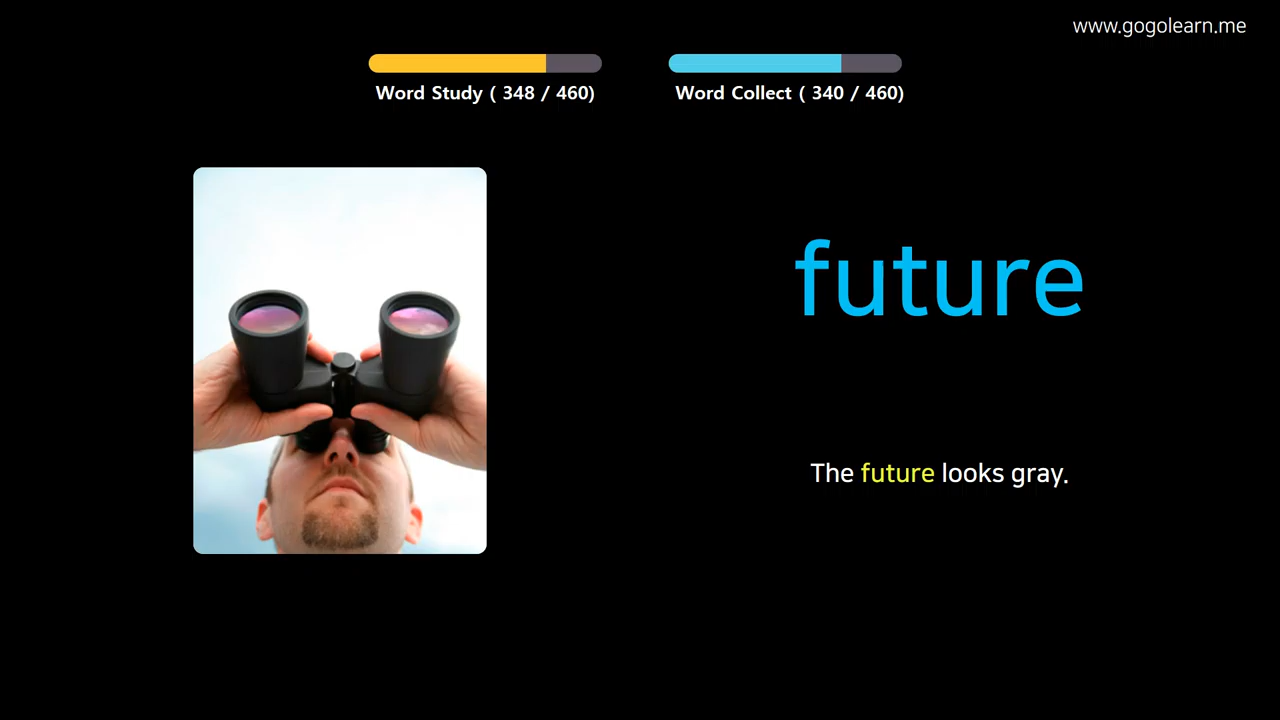 www.gogolearn.me
Word Study ( 348 / 460)
Word Collect ( 340 / 460)
future
The future looks gray.